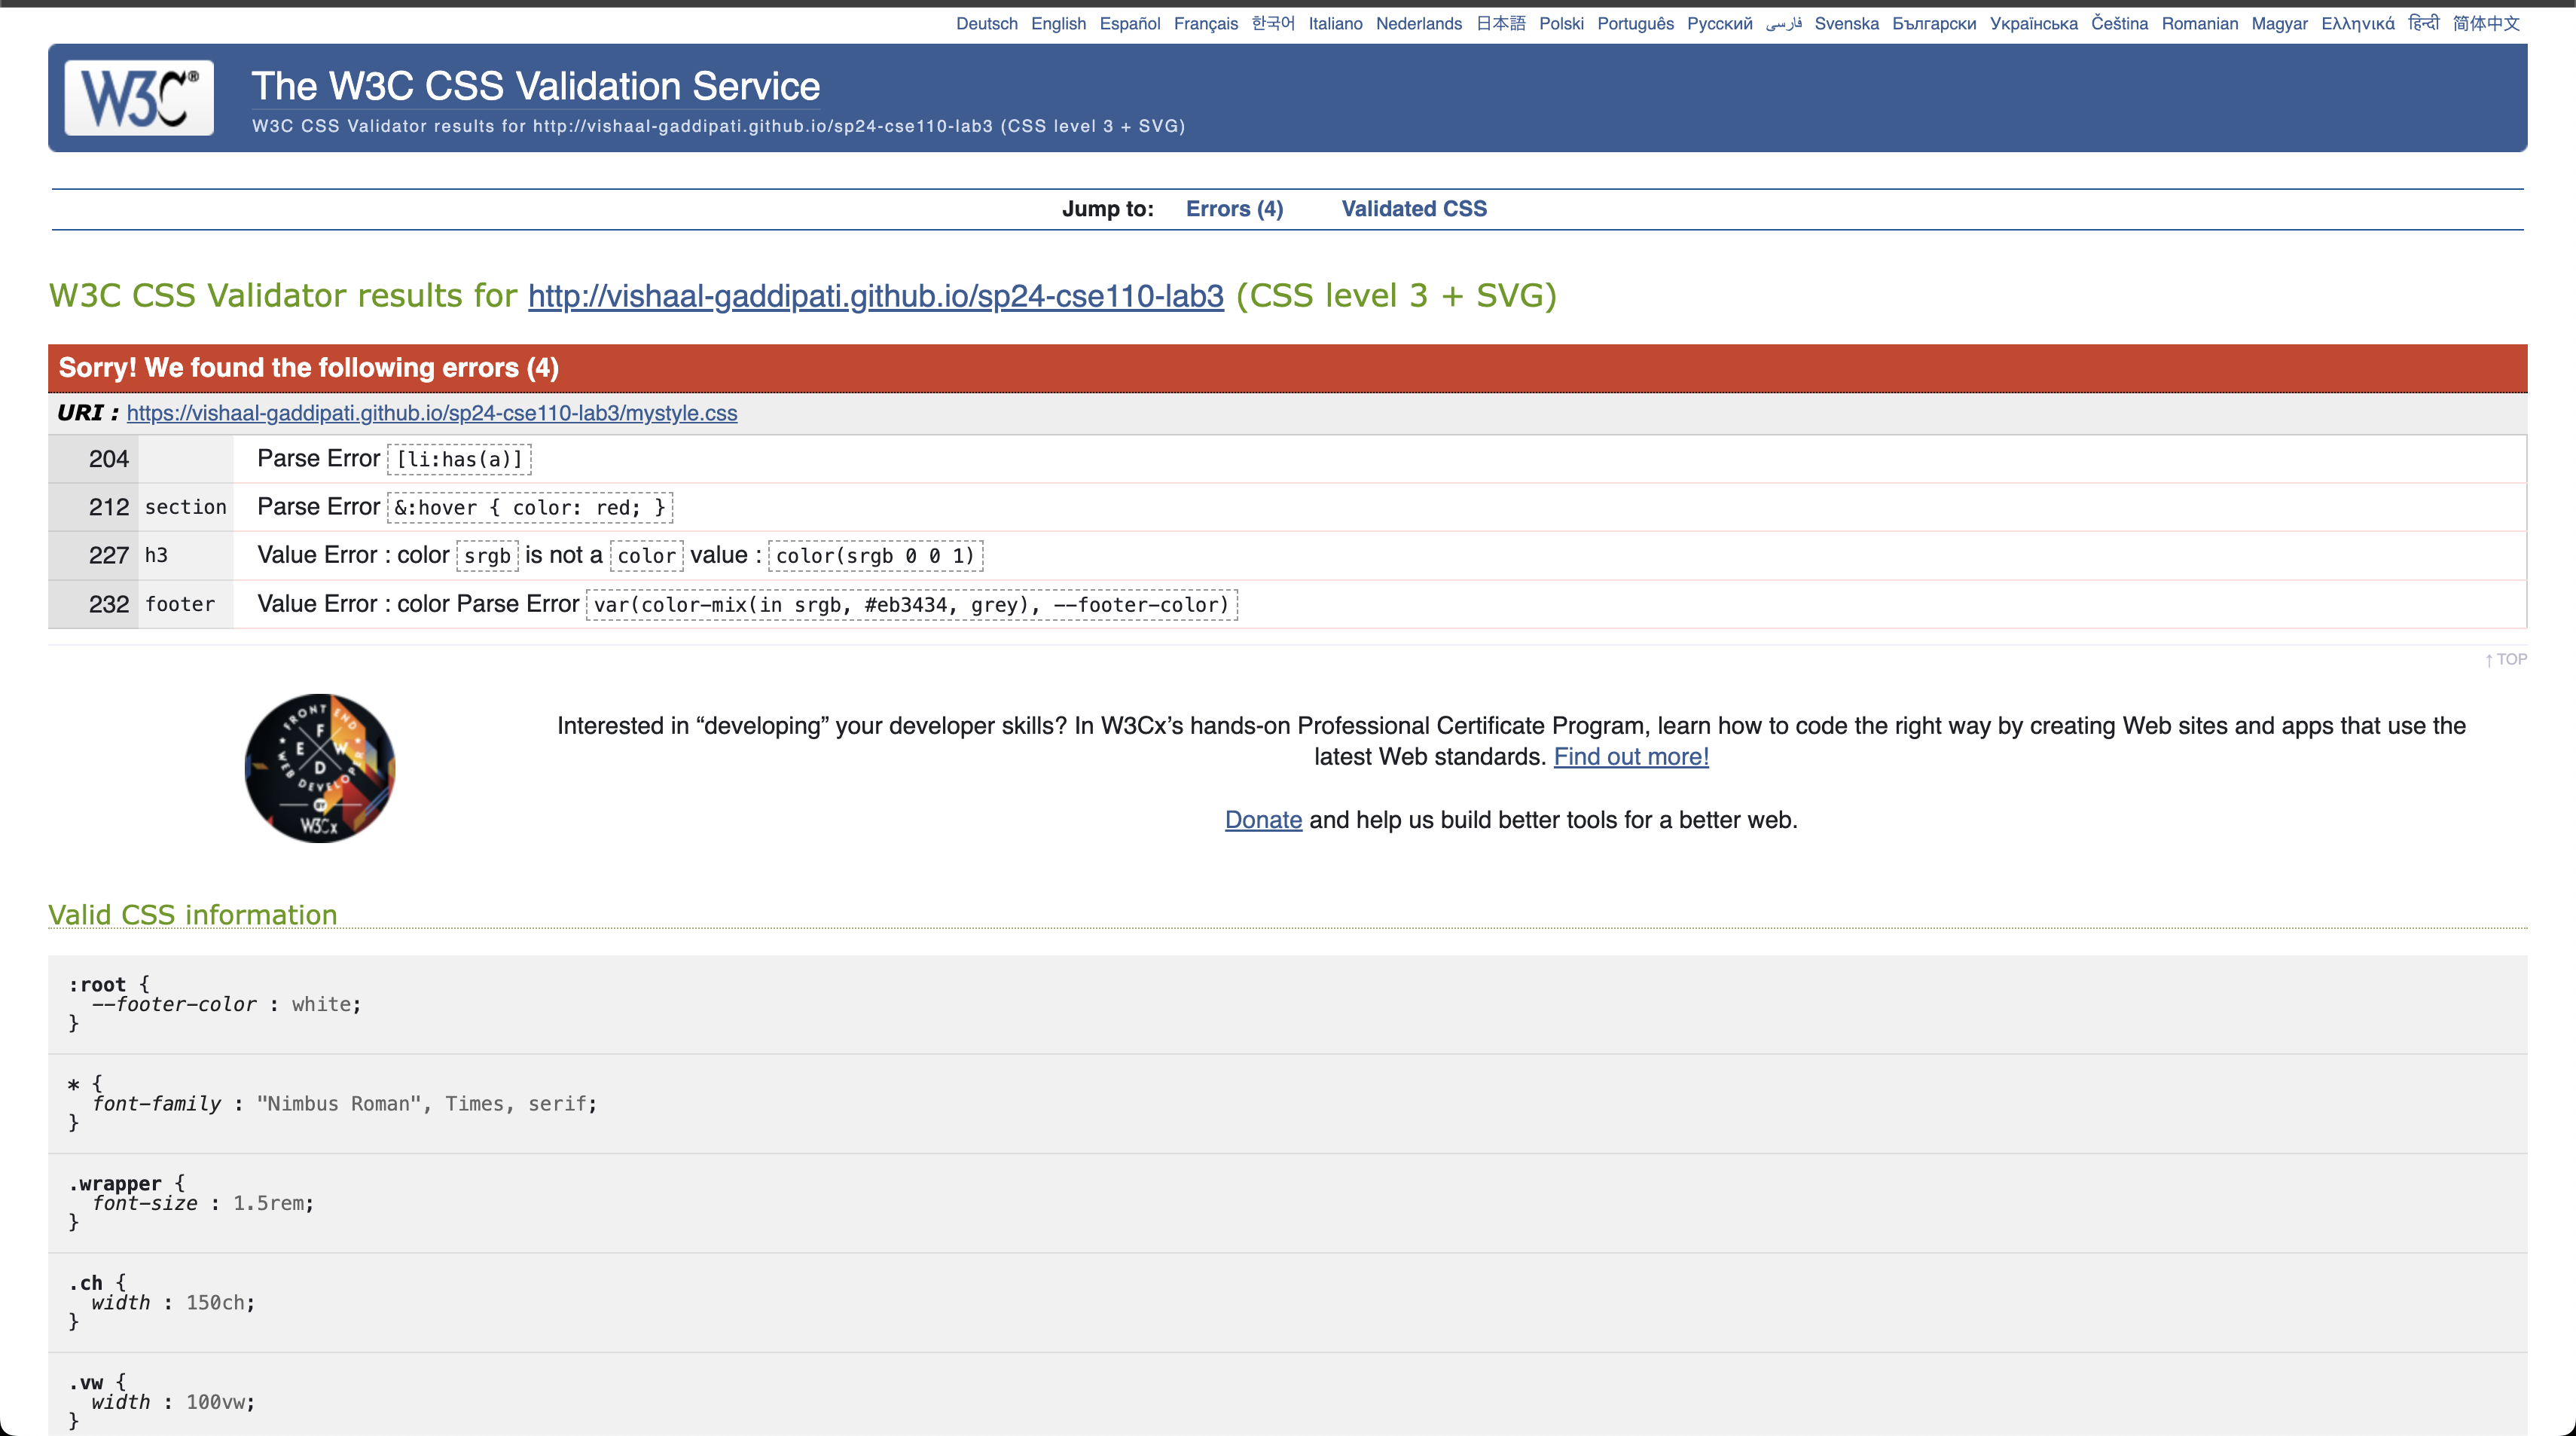 Deutsch English Español Français 한국어 Italiano Nederlands 日本語 Polski Português Русский فارسی Svenska Български Українська Čeština Romanian Magyar Ελληνικά हिन्दी 简体中文
W3C®
The W3C CSS Validation Service
W3C CSS Validator results for http://vishaal-gaddipati.github.io/sp24-cse110-lab3 (CSS level 3 + SVG)
Jump to: Errors (4) Validated CSS
W3C CSS Validator results for http://vishaal-gaddipati.github.io/sp24-cse110-lab3 (CSS level 3 + SVG)
Sorry! We found the following errors (4)
URI : https://vishaal-gaddipati.github.io/sp24-cse110-lab3/mystyle.css
204 Parse Error [li:has(a)]
212 section Parse Error &:hover { color: red; }
227 h3 Value Error : color srgb is not a color value : color(srgb 0 0 1)
232 footer Value Error : color Parse Error var(color-mix(in srgb, #eb3434, grey), --footer-color)
↑ TOP
FRONT END
F
E W
D
WEB DEVELOPER
BY
W3Cx
Interested in “developing” your developer skills? In W3Cx’s hands-on Professional Certificate Program, learn how to code the right way by creating Web sites and apps that use the
latest Web standards. Find out more!
Donate and help us build better tools for a better web.
Valid CSS information
:root {
--footer-color : white;
}
* {
font-family : "Nimbus Roman", Times, serif;
}
.wrapper {
font-size : 1.5rem;
}
.ch {
width : 150ch;
}
.vw {
width : 100vw;
}